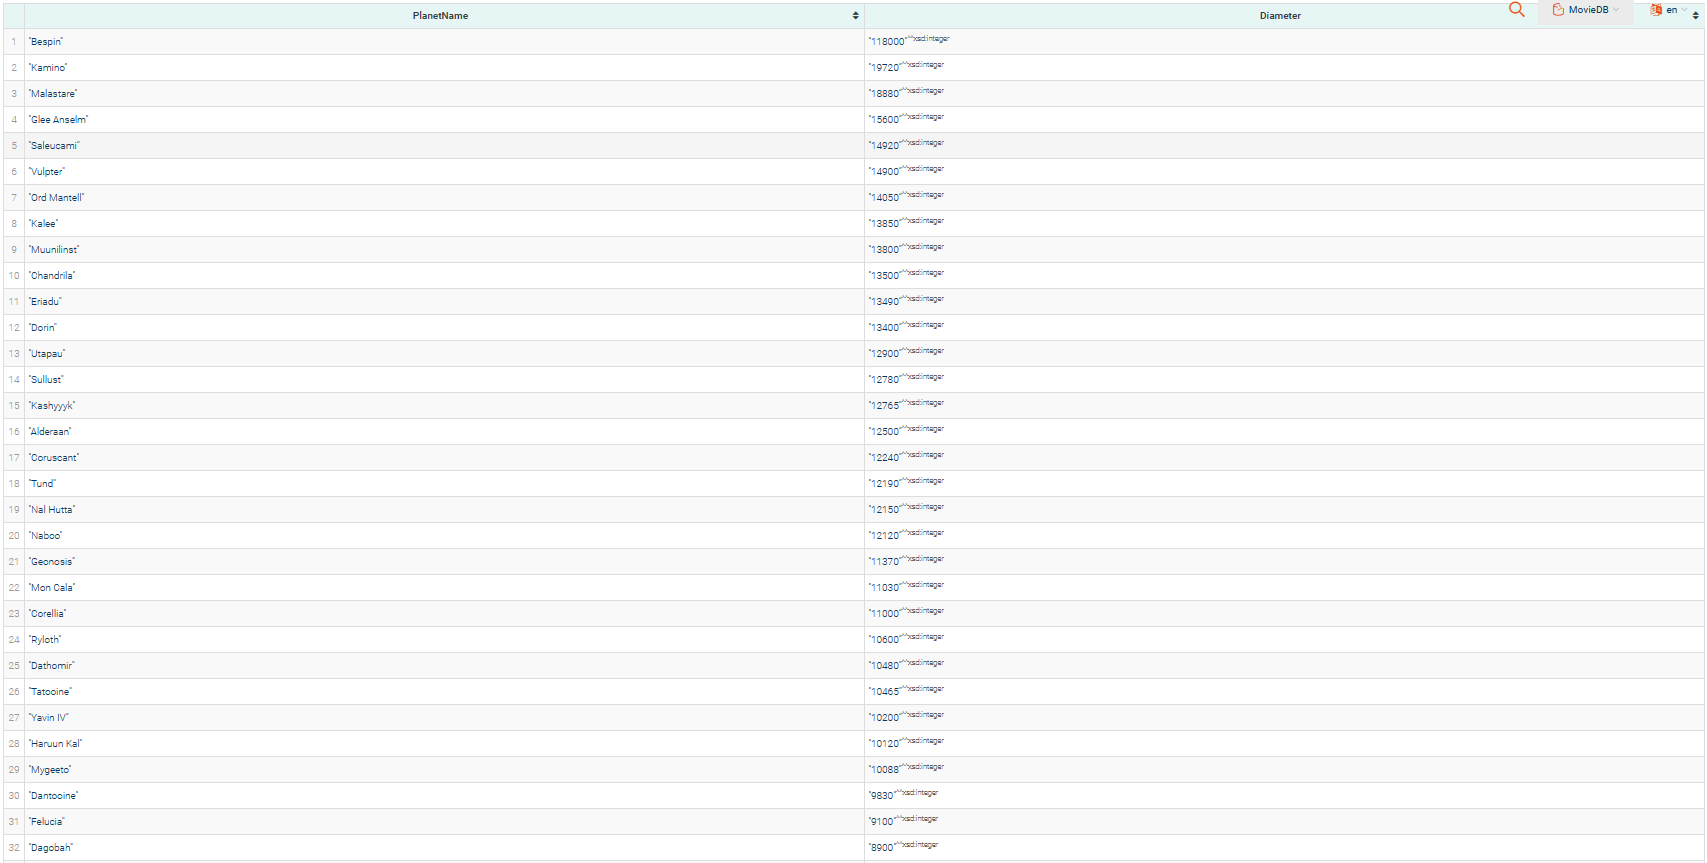 PlanetName Diameter MovieDB en
1 "Bespin" "118000"^^xsd:integer
2 "Kamino" "19720"^^xsd:integer
3 "Malastare" "18880"^^xsd:integer
4 "Glee Anselm" "15600"^^xsd:integer
5 "Saleucami" "14920"^^xsd:integer
6 "Vulpter" "14900"^^xsd:integer
7 "Ord Mantell" "14050"^^xsd:integer
8 "Kalee" "13850"^^xsd:integer
9 "Muunilinst" "13800"^^xsd:integer
10 "Chandrila" "13500"^^xsd:integer
11 "Eriadu" "13490"^^xsd:integer
12 "Dorin" "13400"^^xsd:integer
13 "Utapau" "12900"^^xsd:integer
14 "Sullust" "12780"^^xsd:integer
15 "Kashyyyk" "12765"^^xsd:integer
16 "Alderaan" "12500"^^xsd:integer
17 "Coruscant" "12240"^^xsd:integer
18 "Tund" "12190"^^xsd:integer
19 "Nal Hutta" "12150"^^xsd:integer
20 "Naboo" "12120"^^xsd:integer
21 "Geonosis" "11370"^^xsd:integer
22 "Mon Cala" "11030"^^xsd:integer
23 "Corellia" "11000"^^xsd:integer
24 "Ryloth" "10600"^^xsd:integer
25 "Dathomir" "10480"^^xsd:integer
26 "Tatooine" "10465"^^xsd:integer
27 "Yavin IV" "10200"^^xsd:integer
28 "Haruun Kal" "10120"^^xsd:integer
29 "Mygeeto" "10088"^^xsd:integer
30 "Dantooine" "9830"^^xsd:integer
31 "Felucia" "9100"^^xsd:integer
32 "Dagobah" "8900"^^xsd:integer